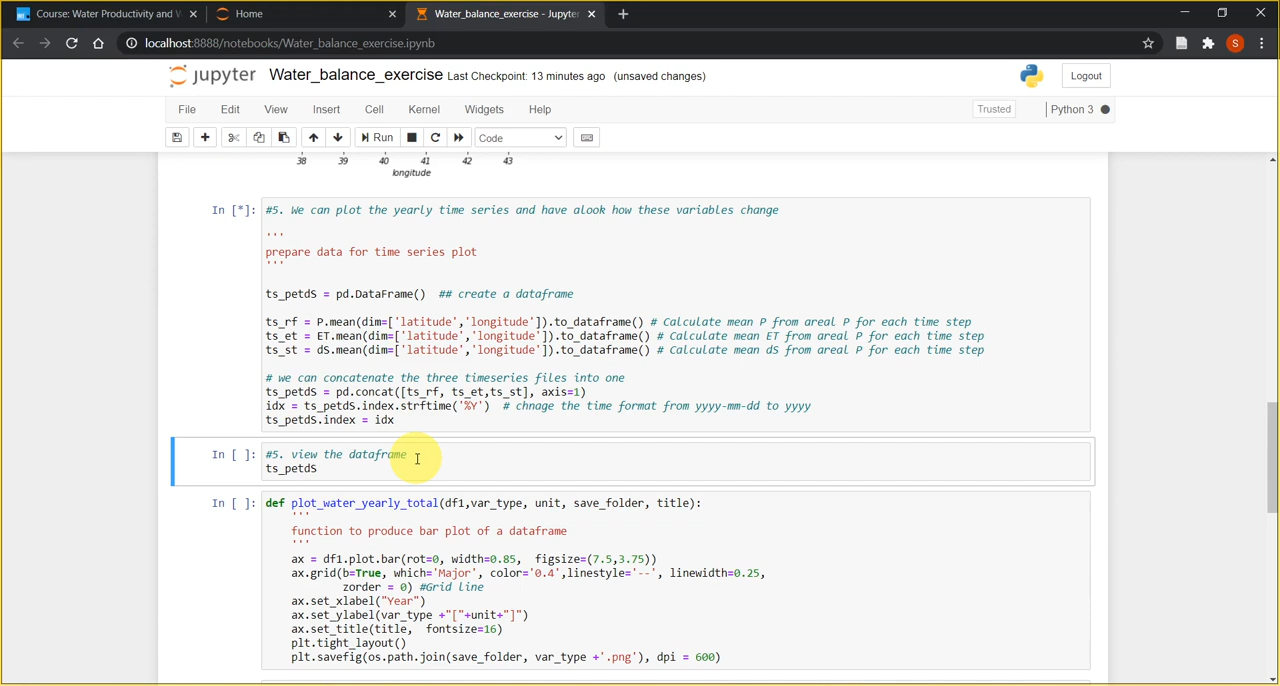 Course: Water Productivity and W
Home
Water_balance_exercise - Jupyter
localhost:8888/notebooks/Water_balance_exercise.ipynb
S
jupyter Water_balance_exercise Last Checkpoint: 13 minutes ago (unsaved changes)
Logout
File Edit View Insert Cell Kernel Widgets Help
Trusted
Python 3
Run
Code
38 39 40 41 42 43
longitude
In [*]: #5. We can plot the yearly time series and have alook how these variables change
'''
prepare data for time series plot
'''
ts_petdS = pd.DataFrame() ## create a dataframe
ts_rf = P.mean(dim=['latitude','longitude']).to_dataframe() # Calculate mean P from areal P for each time step
ts_et = ET.mean(dim=['latitude','longitude']).to_dataframe() # Calculate mean ET from areal P for each time step
ts_st = dS.mean(dim=['latitude','longitude']).to_dataframe() # Calculate mean dS from areal P for each time step
# we can concatenate the three timeseries files into one
ts_petdS = pd.concat([ts_rf, ts_et,ts_st], axis=1)
idx = ts_petdS.index.strftime('%Y') # chnage the time format from yyyy-mm-dd to yyyy
ts_petdS.index = idx
In [ ]: #5. view the dataframe
ts_petdS
In [ ]: def plot_water_yearly_total(df1,var_type, unit, save_folder, title):
'''
function to produce bar plot of a dataframe
'''
ax = df1.plot.bar(rot=0, width=0.85, figsize=(7.5,3.75))
ax.grid(b=True, which='Major', color='0.4',linestyle='--', linewidth=0.25,
zorder = 0) #Grid line
ax.set_xlabel("Year")
ax.set_ylabel(var_type +"["+unit+"]")
ax.set_title(title, fontsize=16)
plt.tight_layout()
plt.savefig(os.path.join(save_folder, var_type +'.png'), dpi = 600)